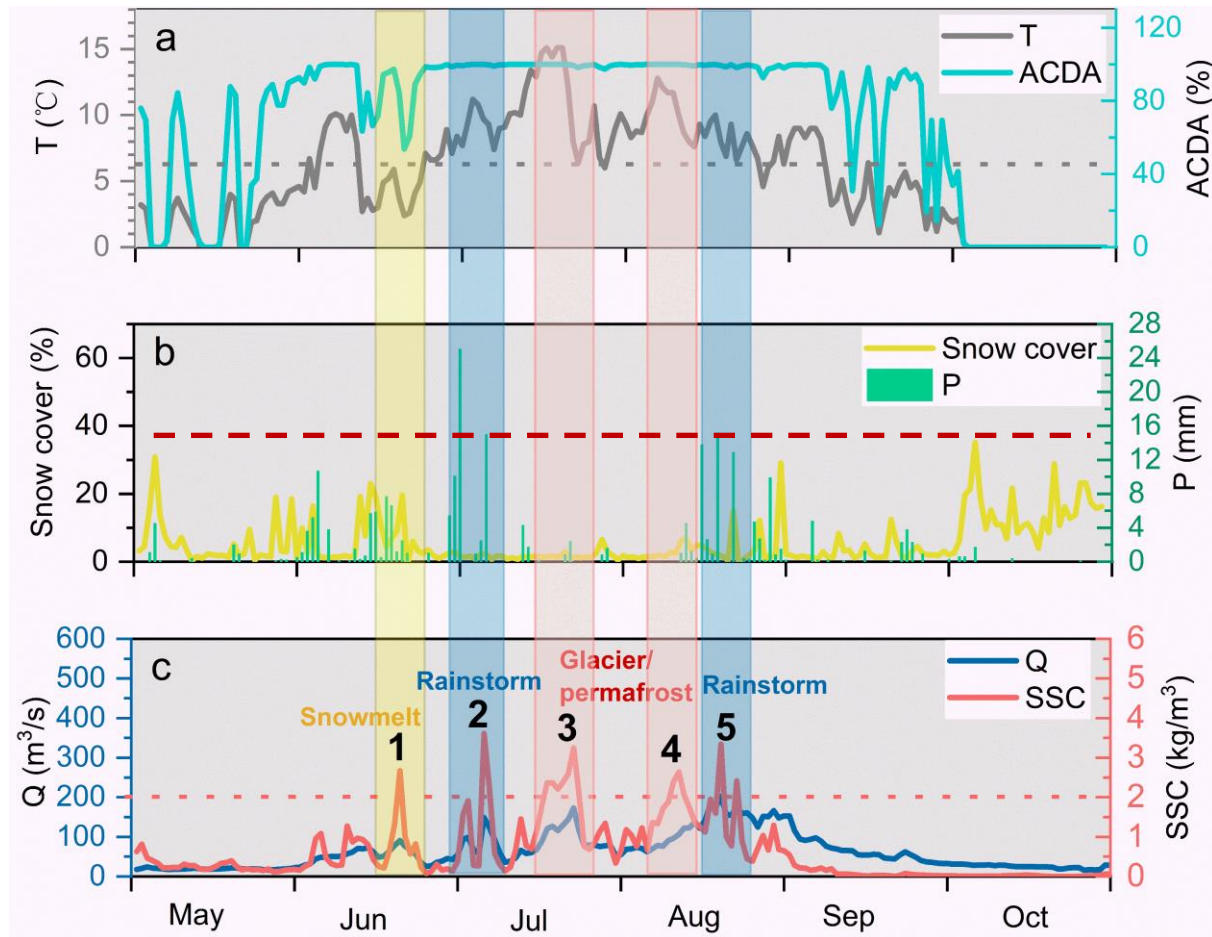 a
T
ACDA
T (℃)
15
10
5
0
120
80
40
0
ACDA (%)
b
Snow cover
P
Snow cover (%)
60
40
20
0
28
24
20
16
12
8
4
0
P (mm)
c
Q
SSC
Snowmelt
1
Rainstorm
2
Glacier/
permafrost
3
4
Rainstorm
5
Q (m³/s)
600
500
400
300
200
100
0
6
5
4
3
2
1
0
SSC (kg/m³)
May Jun Jul Aug Sep Oct